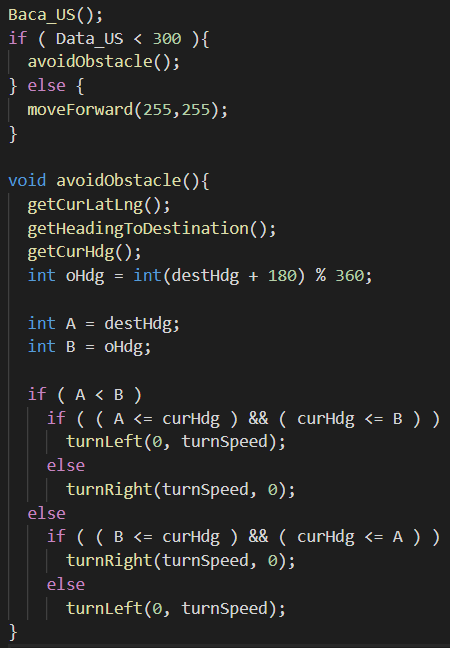 Baca_US();
if ( Data_US < 300 ){
  avoidObstacle();
} else {
  moveForward(255,255);
}

void avoidObstacle(){
  getCurLatLng();
  getHeadingToDestination();
  getCurHdg();
  int oHdg = int(destHdg + 180) % 360;

  int A = destHdg;
  int B = oHdg;

  if ( A < B )
    if ( ( A <= curHdg ) && ( curHdg <= B ) )
      turnLeft(0, turnSpeed);
    else
      turnRight(turnSpeed, 0);
  else
    if ( ( B <= curHdg ) && ( curHdg <= A ) )
      turnRight(turnSpeed, 0);
    else
      turnLeft(0, turnSpeed);
}